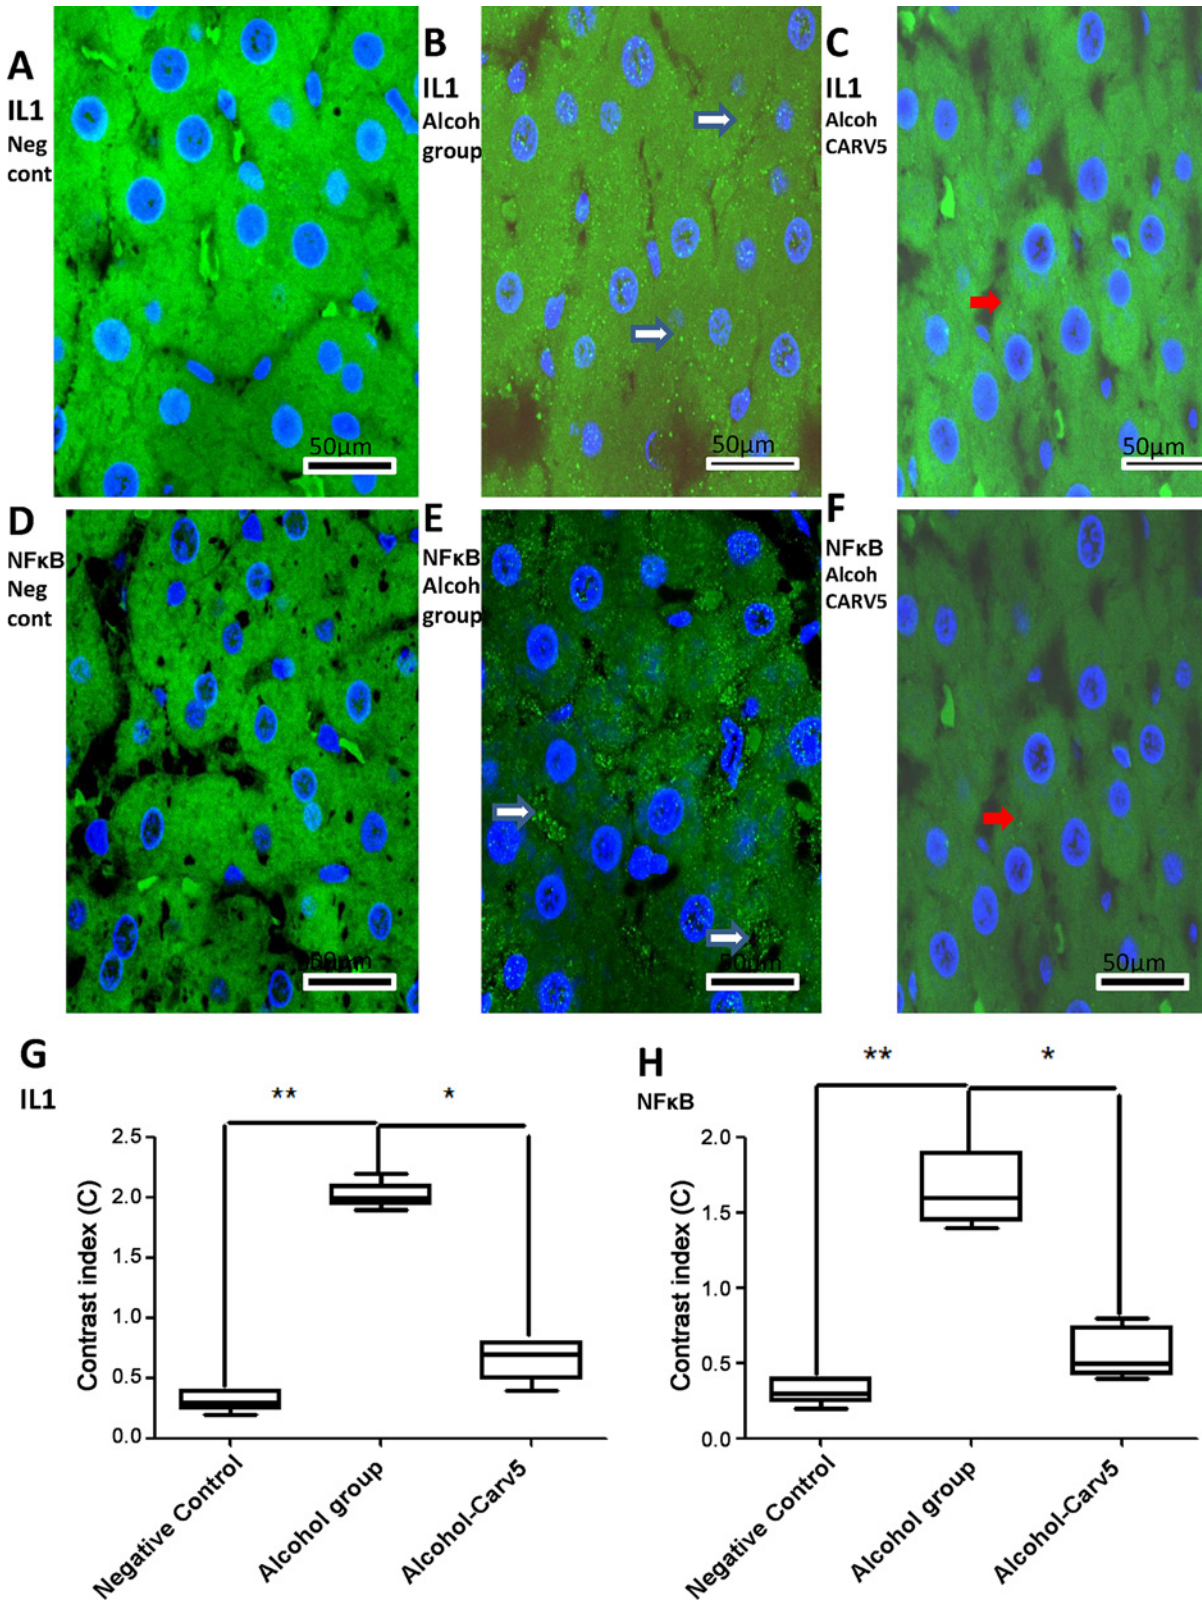 A
IL1
Neg
cont
B
IL1
Alcoh
group
C
IL1
Alcoh
CARV5
50µm
50µm
50µm
D
NFκB
Neg
cont
E
NFκB
Alcoh
group
F
NFκB
Alcoh
CARV5
50µm
50µm
50µm
G
IL1
** *
2.5
2.0
1.5
1.0
0.5
0.0
Contrast index (C)
Negative Control
Alcohol group
Alcohol-Carv5
H
NFκB
** *
2.0
1.5
1.0
0.5
0.0
Contrast index (C)
Negative Control
Alcohol group
Alcohol-Carv5